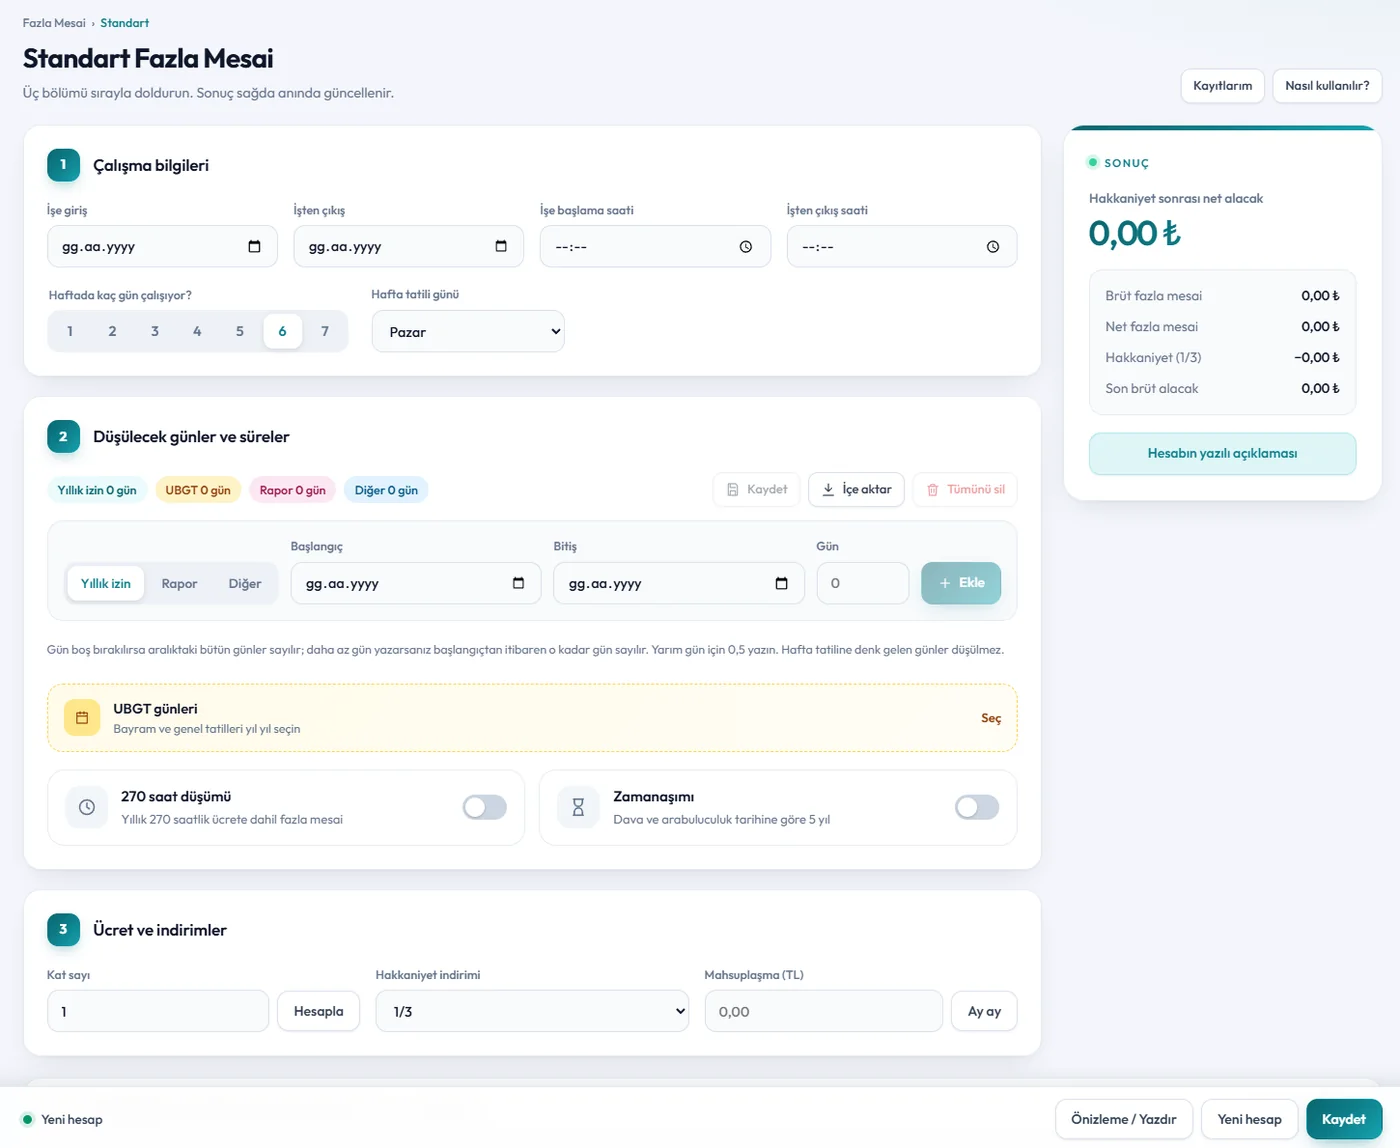 Fazla Mesai › Standart
Standart Fazla Mesai
Üç bölümü sırayla doldurun. Sonuç sağda anında güncellenir.
Kayıtlarım
Nasıl kullanılır?
1
Çalışma bilgileri
İşe giriş
İşten çıkış
İşe başlama saati
İşten çıkış saati
gg.aa.yyyy
gg.aa.yyyy
--:--
--:--
Haftada kaç gün çalışıyor?
Hafta tatili günü
1 2 3 4 5 6 7
Pazar
2
Düşülecek günler ve süreler
Yıllık izin 0 gün
UBGT 0 gün
Rapor 0 gün
Diğer 0 gün
Kaydet
İçe aktar
Tümünü sil
Başlangıç
Bitiş
Gün
Yıllık izin
Rapor
Diğer
gg.aa.yyyy
gg.aa.yyyy
0
+ Ekle
Gün boş bırakılırsa aralıktaki bütün günler sayılır; daha az gün yazarsanız başlangıçtan itibaren o kadar gün sayılır. Yarım gün için 0,5 yazın. Hafta tatiline denk gelen günler düşülmez.
UBGT günleri
Bayram ve genel tatilleri yıl yıl seçin
Seç
270 saat düşümü
Yıllık 270 saatlik ücrete dahil fazla mesai
Zamanaşımı
Dava ve arabuluculuk tarihine göre 5 yıl
3
Ücret ve indirimler
Kat sayı
Hakkaniyet indirimi
Mahsuplaşma (TL)
1
Hesapla
1/3
0,00
Ay ay
SONUÇ
Hakkaniyet sonrası net alacak
0,00 ₺
Brüt fazla mesai 0,00 ₺
Net fazla mesai 0,00 ₺
Hakkaniyet (1/3) −0,00 ₺
Son brüt alacak 0,00 ₺
Hesabın yazılı açıklaması
Yeni hesap
Önizleme / Yazdır
Yeni hesap
Kaydet